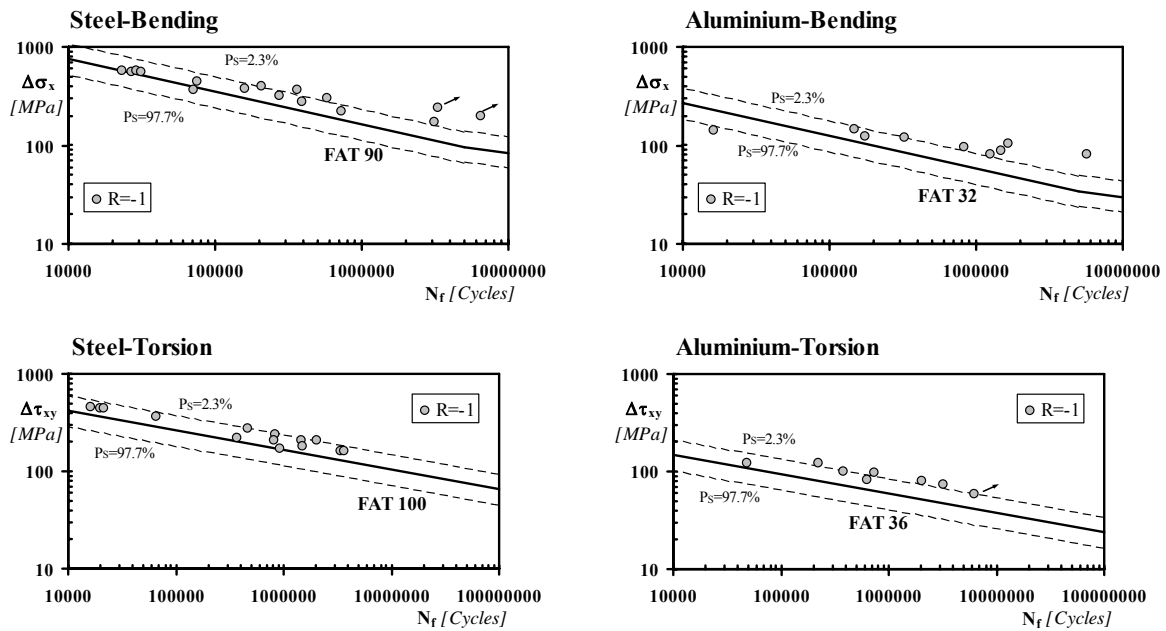 Steel-Bending
1000
Δσx
[MPa]
100
10
Ps=2.3%
Ps=97.7%
FAT 90
R=-1
10000 100000 1000000 10000000
Nf [Cycles]
Aluminium-Bending
1000
Δσx
[MPa]
100
10
Ps=2.3%
Ps=97.7%
FAT 32
R=-1
10000 100000 1000000 10000000
Nf [Cycles]
Steel-Torsion
1000
Δτxy
[MPa]
100
10
Ps=2.3%
Ps=97.7%
FAT 100
R=-1
10000 100000 1000000 10000000 100000000
Nf [Cycles]
Aluminium-Torsion
1000
Δτxy
[MPa]
100
10
Ps=2.3%
Ps=97.7%
FAT 36
R=-1
10000 100000 1000000 10000000 100000000
Nf [Cycles]